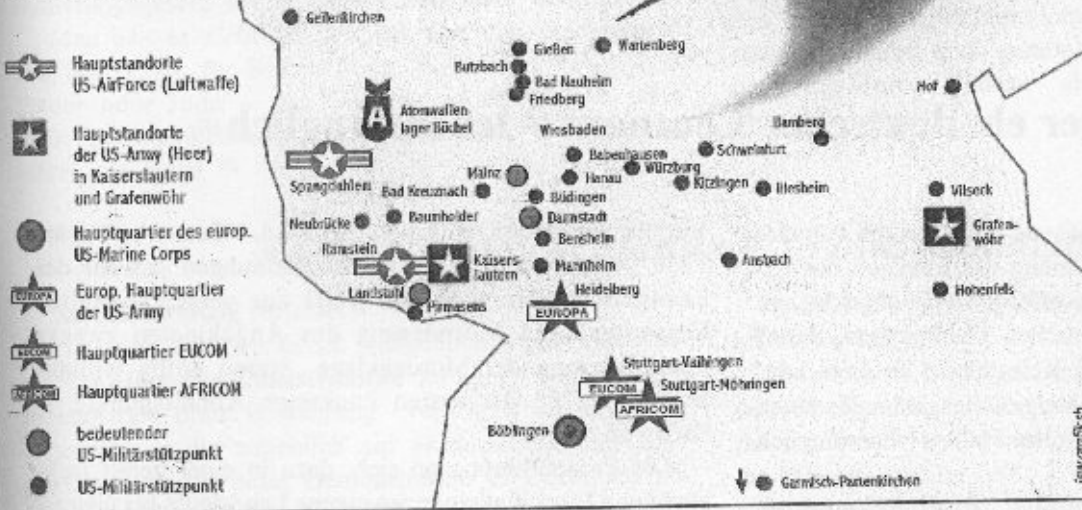 Geilenkirchen
Hauptstandorte
US-AirForce (Luftwaffe)
Hauptstandorte
der US-Army (Heer)
in Kaiserslautern
und Grafenwöhr
Hauptquartier des europ.
US-Marine Corps
EUROPA
Europ. Hauptquartier
der US-Army
EUCOM
Hauptquartier EUCOM
AFRICOM
Hauptquartier AFRICOM
bedeutender
US-Militärstützpunkt
US-Militärstützpunkt
Gießen
Wartenberg
Butzbach
Bad Nauheim
Friedberg
Hof
A
Atomwaffen-
lager Büchel
Wiesbaden
Bamberg
Babenhausen
Schweinfurt
Spangdahlem
Mainz
Hanau
Würzburg
Kitzingen
Illesheim
Vilseck
Bad Kreuznach
Büdingen
Neubrücke
Baumholder
Darmstadt
Grafen-
wöhr
Bensheim
Ramstein
Kaisers-
lautern
Mannheim
Ansbach
Landstuhl
Pirmasens
Heidelberg
EUROPA
Hohenfels
Stuttgart-Vaihingen
EUCOM
Stuttgart-Möhringen
AFRICOM
Böblingen
Garmisch-Partenkirchen